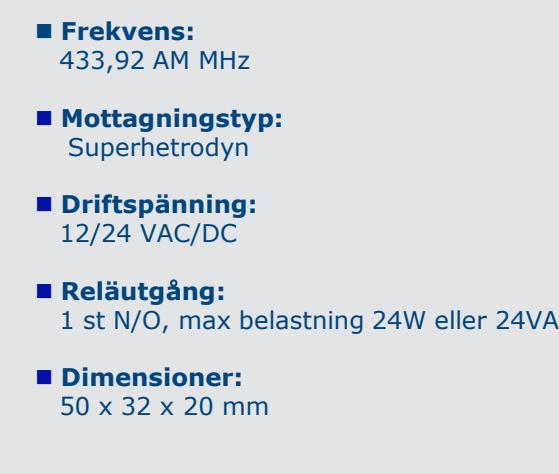 Frekvens:
433,92 AM MHz
Mottagningstyp:
Superhetrodyn
Driftspänning:
12/24 VAC/DC
Reläutgång:
1 st N/O, max belastning 24W eller 24VA
Dimensioner:
50 x 32 x 20 mm